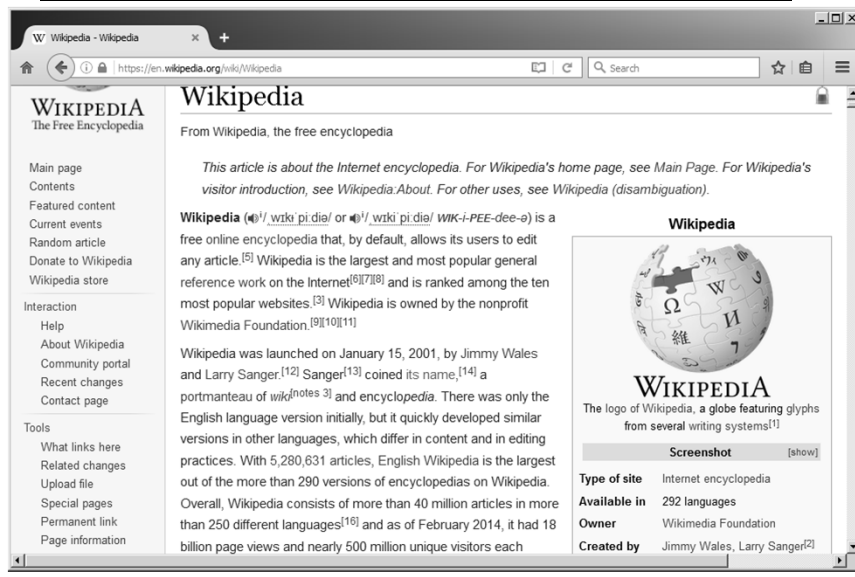 Wikipedia - Wikipedia
https://en.wikipedia.org/wiki/Wikipedia
Search
WIKIPEDIA
The Free Encyclopedia
Main page
Contents
Featured content
Current events
Random article
Donate to Wikipedia
Wikipedia store
Interaction
Help
About Wikipedia
Community portal
Recent changes
Contact page
Tools
What links here
Related changes
Upload file
Special pages
Permanent link
Page information
Wikipedia
From Wikipedia, the free encyclopedia
This article is about the Internet encyclopedia. For Wikipedia's home page, see Main Page. For Wikipedia's
visitor introduction, see Wikipedia:About. For other uses, see Wikipedia (disambiguation).
Wikipedia (i/ˌwɪkɪˈpiːdiə/ or i/ˌwɪkiˈpiːdiə/ WIK-i-PEE-dee-ə) is a
free online encyclopedia that, by default, allows its users to edit
any article.[5] Wikipedia is the largest and most popular general
reference work on the Internet[6][7][8] and is ranked among the ten
most popular websites.[3] Wikipedia is owned by the nonprofit
Wikimedia Foundation.[9][10][11]
Wikipedia was launched on January 15, 2001, by Jimmy Wales
and Larry Sanger.[12] Sanger[13] coined its name,[14] a
portmanteau of wiki[notes 3] and encyclopedia. There was only the
English language version initially, but it quickly developed similar
versions in other languages, which differ in content and in editing
practices. With 5,280,631 articles, English Wikipedia is the largest
out of the more than 290 versions of encyclopedias on Wikipedia.
Overall, Wikipedia consists of more than 40 million articles in more
than 250 different languages[16] and as of February 2014, it had 18
billion page views and nearly 500 million unique visitors each
Wikipedia
Ω W И 維 7
WIKIPEDIA
The logo of Wikipedia, a globe featuring glyphs
from several writing systems[1]
Screenshot [show]
Type of site Internet encyclopedia
Available in 292 languages
Owner Wikimedia Foundation
Created by Jimmy Wales, Larry Sanger[2]